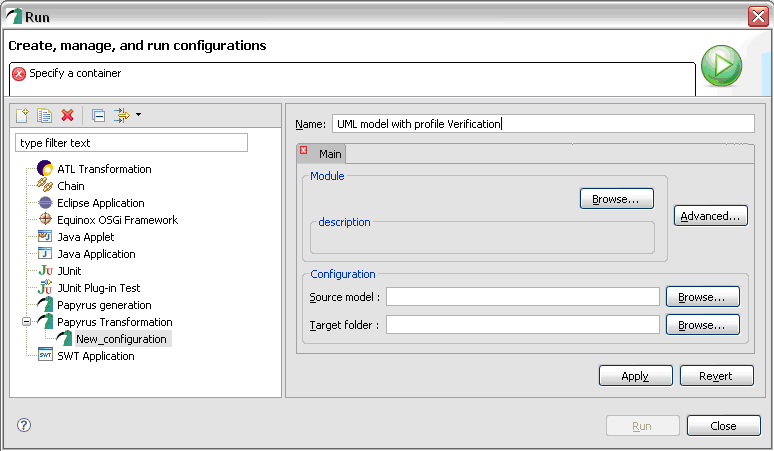 Run
Create, manage, and run configurations
Specify a container
type filter text
ATL Transformation
Chain
Eclipse Application
Equinox OSGi Framework
Java Applet
Java Application
JUnit
JUnit Plug-in Test
Papyrus generation
Papyrus Transformation
New_configuration
SWT Application
Name: UML model with profile Verification
Main
Module
Browse...
description
Advanced...
Configuration
Source model : Browse...
Target folder : Browse...
Apply Revert
Run Close